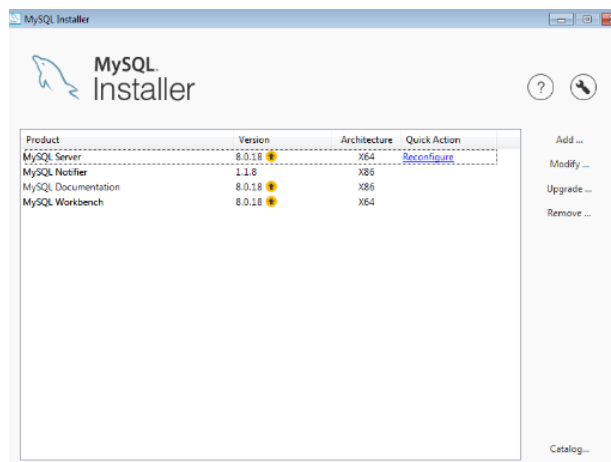 MySQL Installer
MySQL.
Installer
?
Product Version Architecture Quick Action
MySQL Server 8.0.18 X64 Reconfigure
MySQL Notifier 1.1.8 X86
MySQL Documentation 8.0.18 X86
MySQL Workbench 8.0.18 X64
Add ...
Modify ...
Upgrade ...
Remove ...
Catalog...